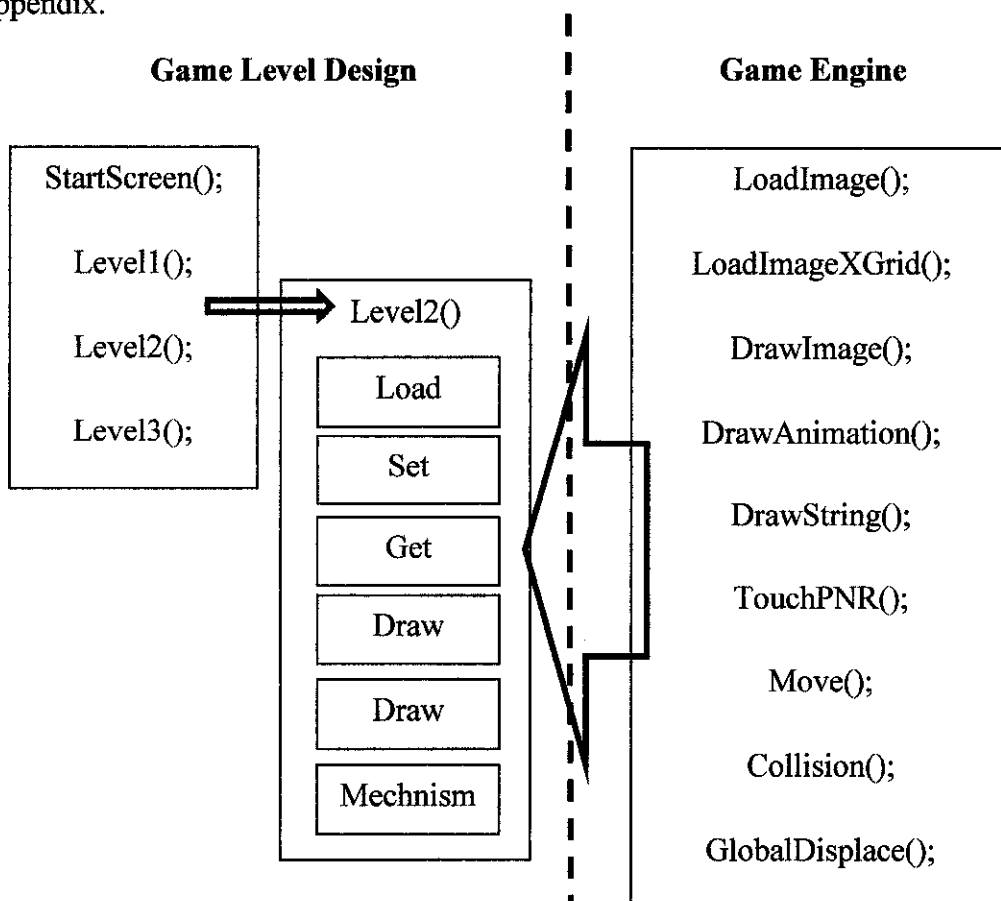 ppendix.
Game Level Design
StartScreen();
Level1();
Level2();
Level3();
Level2()
Load
Set
Get
Draw
Draw
Mechnism
Game Engine
LoadImage();
LoadImageXGrid();
DrawImage();
DrawAnimation();
DrawString();
TouchPNR();
Move();
Collision();
GlobalDisplace();